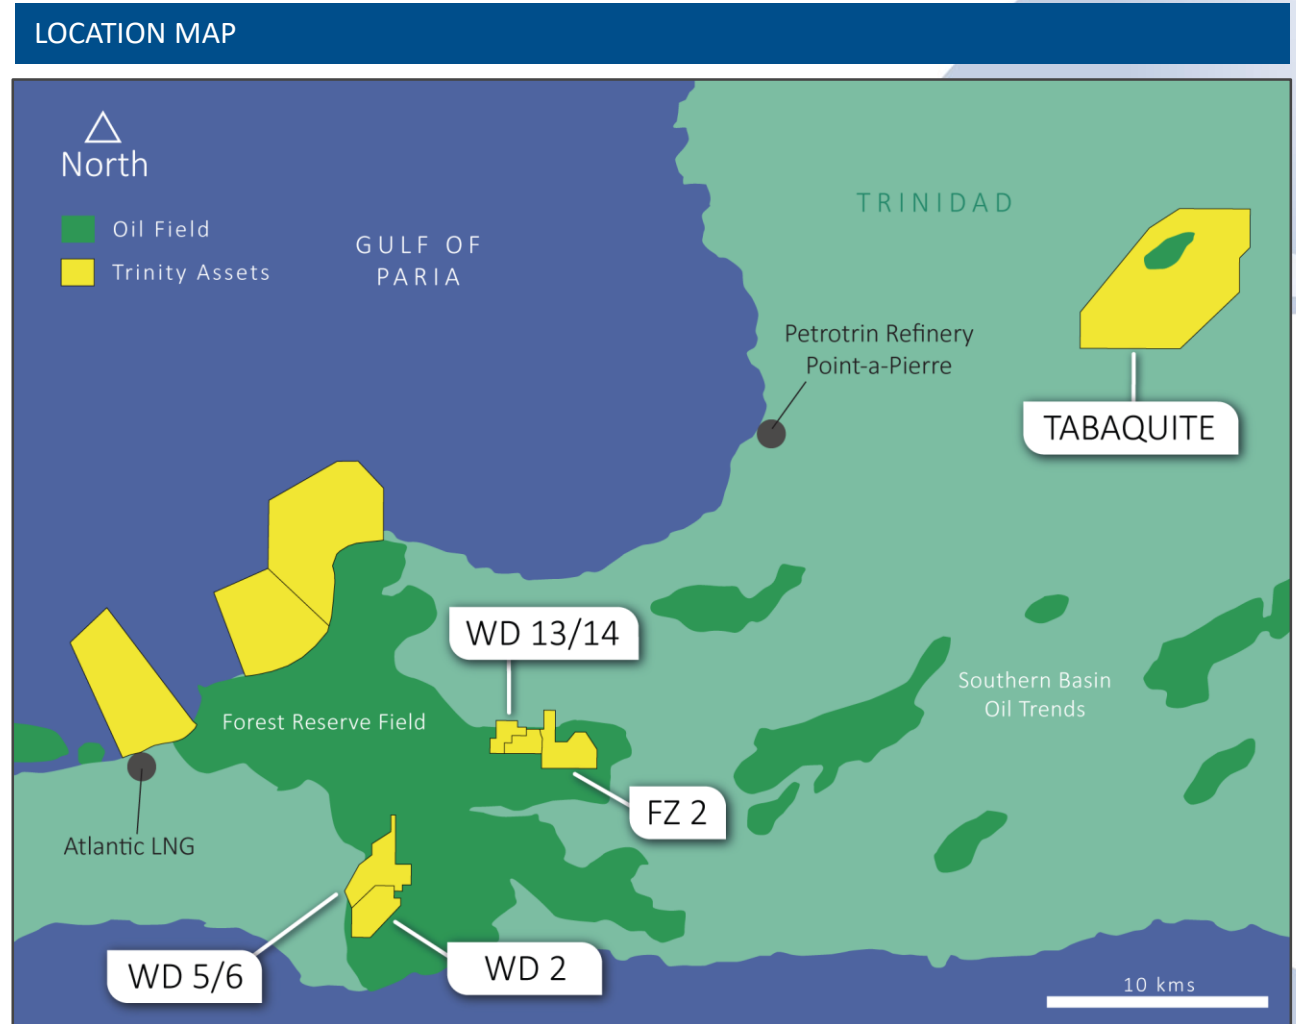 LOCATION MAP
North
Oil Field
Trinity Assets
GULF OF
PARIA
TRINIDAD
Petrotrin Refinery
Point-a-Pierre
TABAQUITE
WD 13/14
Southern Basin
Oil Trends
Forest Reserve Field
FZ 2
Atlantic LNG
WD 5/6
WD 2
10 kms